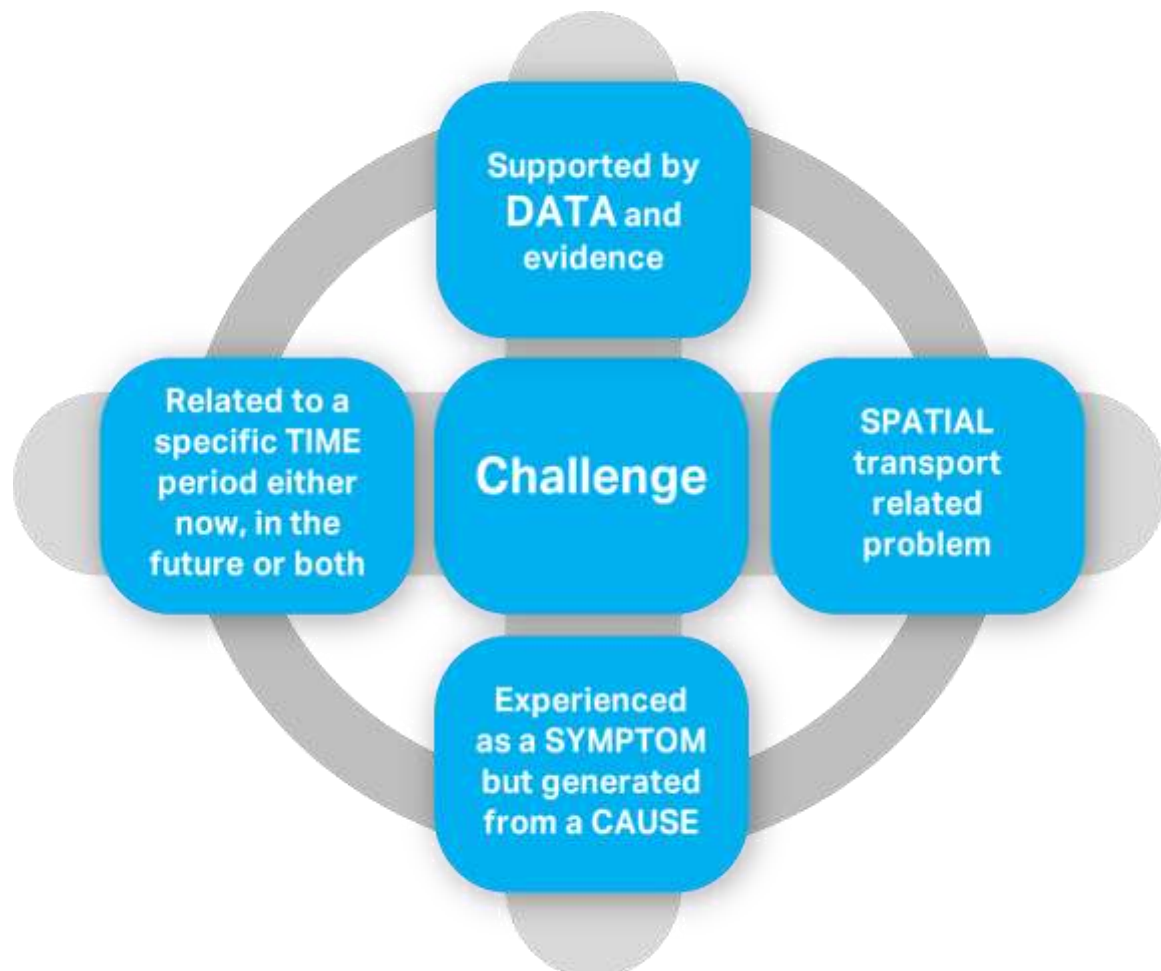 Supported by
DATA and
evidence
Related to a
specific TIME
period either
now, in the
future or both
Challenge
SPATIAL
transport
related
problem
Experienced
as a SYMPTOM
but generated
from a CAUSE